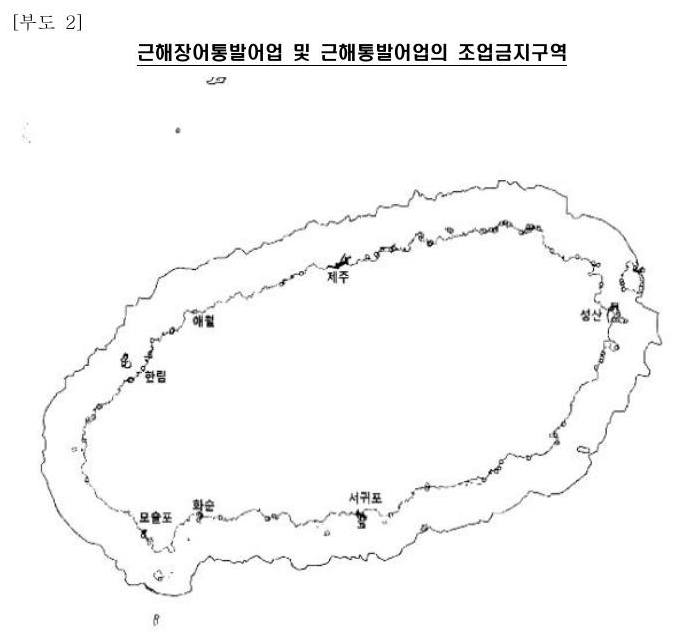 [부도 2]
근해장어통발어업 및 근해통발어업의 조업금지구역
제주
애월
성산
한림
모슬포
화순
서귀포